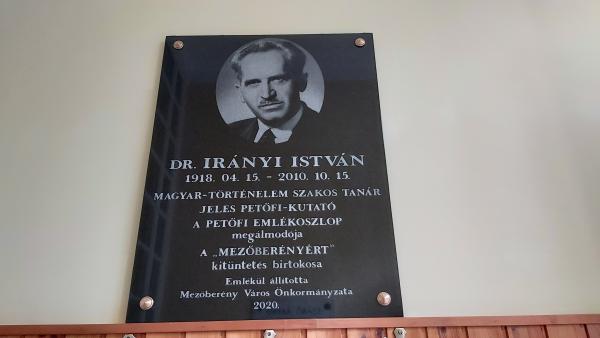 DR. IRÁNYI ISTVÁN
1918. 04. 15. - 2010. 10. 15.
MAGYAR-TÖRTÉNELEM SZAKOS TANÁR
JELES PETŐFI-KUTATÓ
A PETŐFI EMLÉKOSZLOP
megálmodója
A „MEZŐBERÉNYÉRT"
kitüntetés birtokosa
Emlékül állította
Mezőberény Város Önkormányzata
2020.